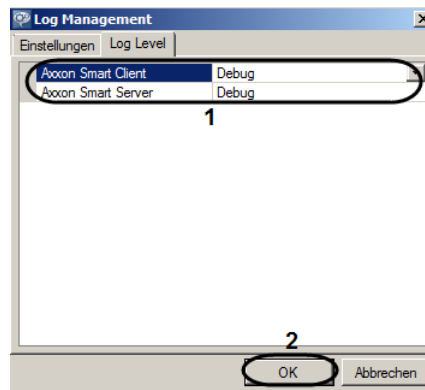 Log Management
Einstellungen Log Level
Axxon Smart Client Debug
Axxon Smart Server Debug
1
2
OK Abbrechen